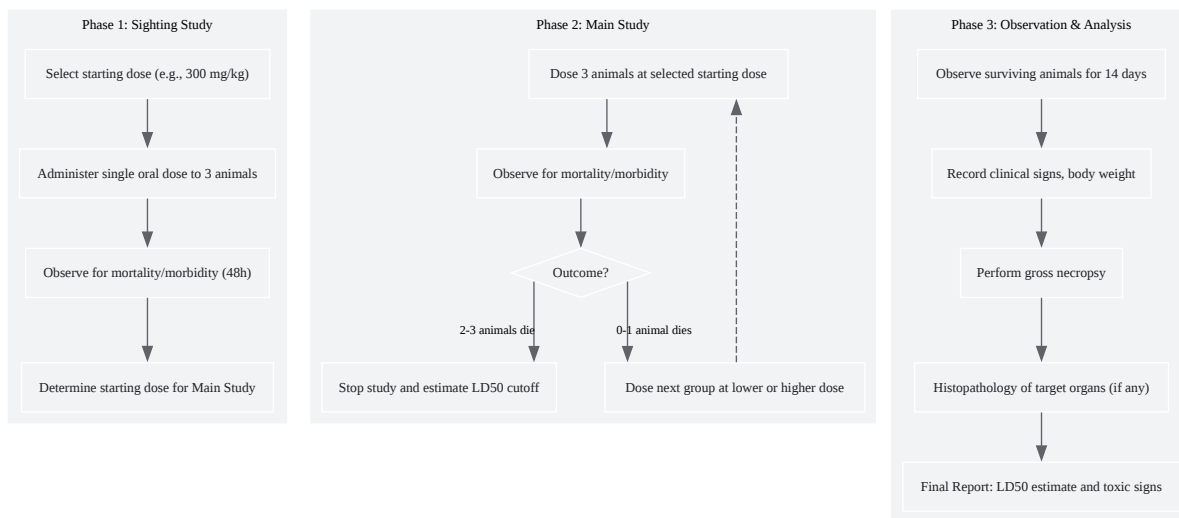 Phase 1: Sighting Study
Select starting dose (e.g., 300 mg/kg)
Administer single oral dose to 3 animals
Observe for mortality/morbidity (48h)
Determine starting dose for Main Study
Phase 2: Main Study
Dose 3 animals at selected starting dose
Observe for mortality/morbidity
Outcome?
2-3 animals die
0-1 animal dies
Stop study and estimate LD50 cutoff
Dose next group at lower or higher dose
Phase 3: Observation & Analysis
Observe surviving animals for 14 days
Record clinical signs, body weight
Perform gross necropsy
Histopathology of target organs (if any)
Final Report: LD50 estimate and toxic signs